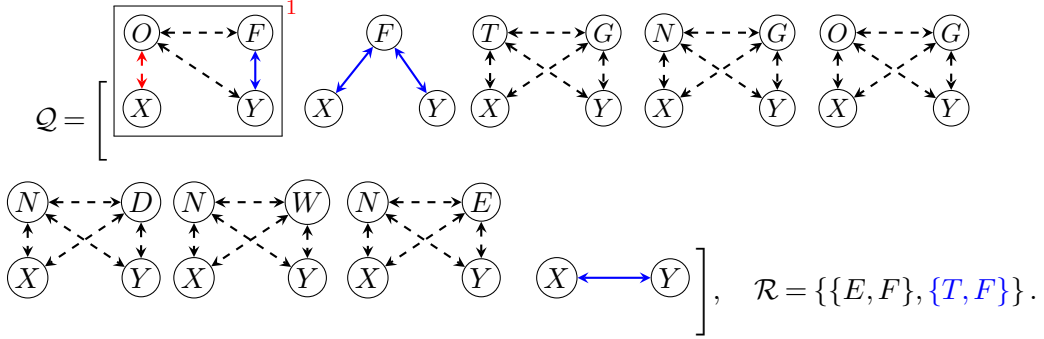 O F 1 F T G N G O G
Q = [ X Y X Y X Y X Y X Y
N D N W N E
X Y X Y X Y X Y ] , R = {{E, F}, {T, F}} .